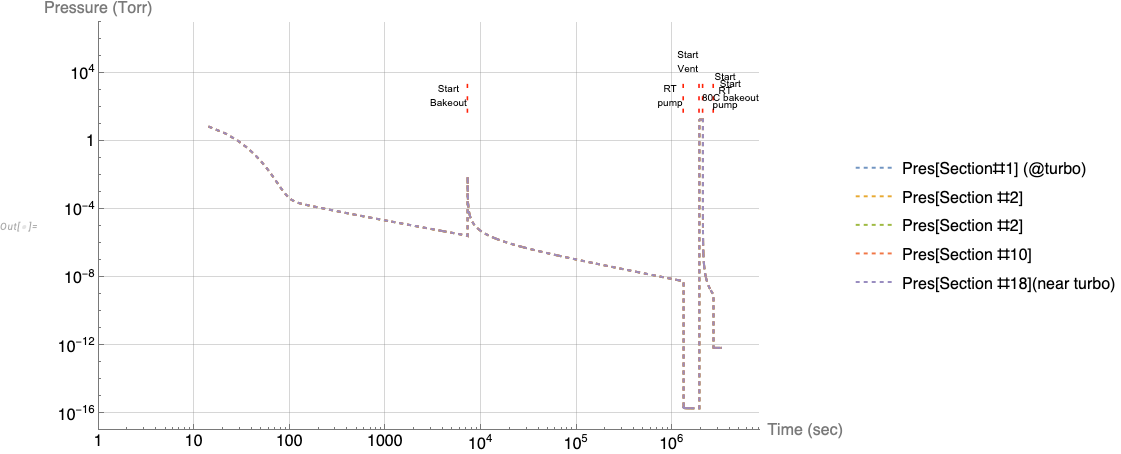 Pressure (Torr)
10^4
1
10^-4
10^-8
10^-12
10^-16
Out[ ]=
Start
Bakeout
Start
Vent
RT
pump
Start
80C bakeout
Start
RT
pump
1
10
100
1000
10^4
10^5
10^6
Time (sec)
Pres[Section#1] (@turbo)
Pres[Section #2]
Pres[Section #2]
Pres[Section #10]
Pres[Section #18](near turbo)